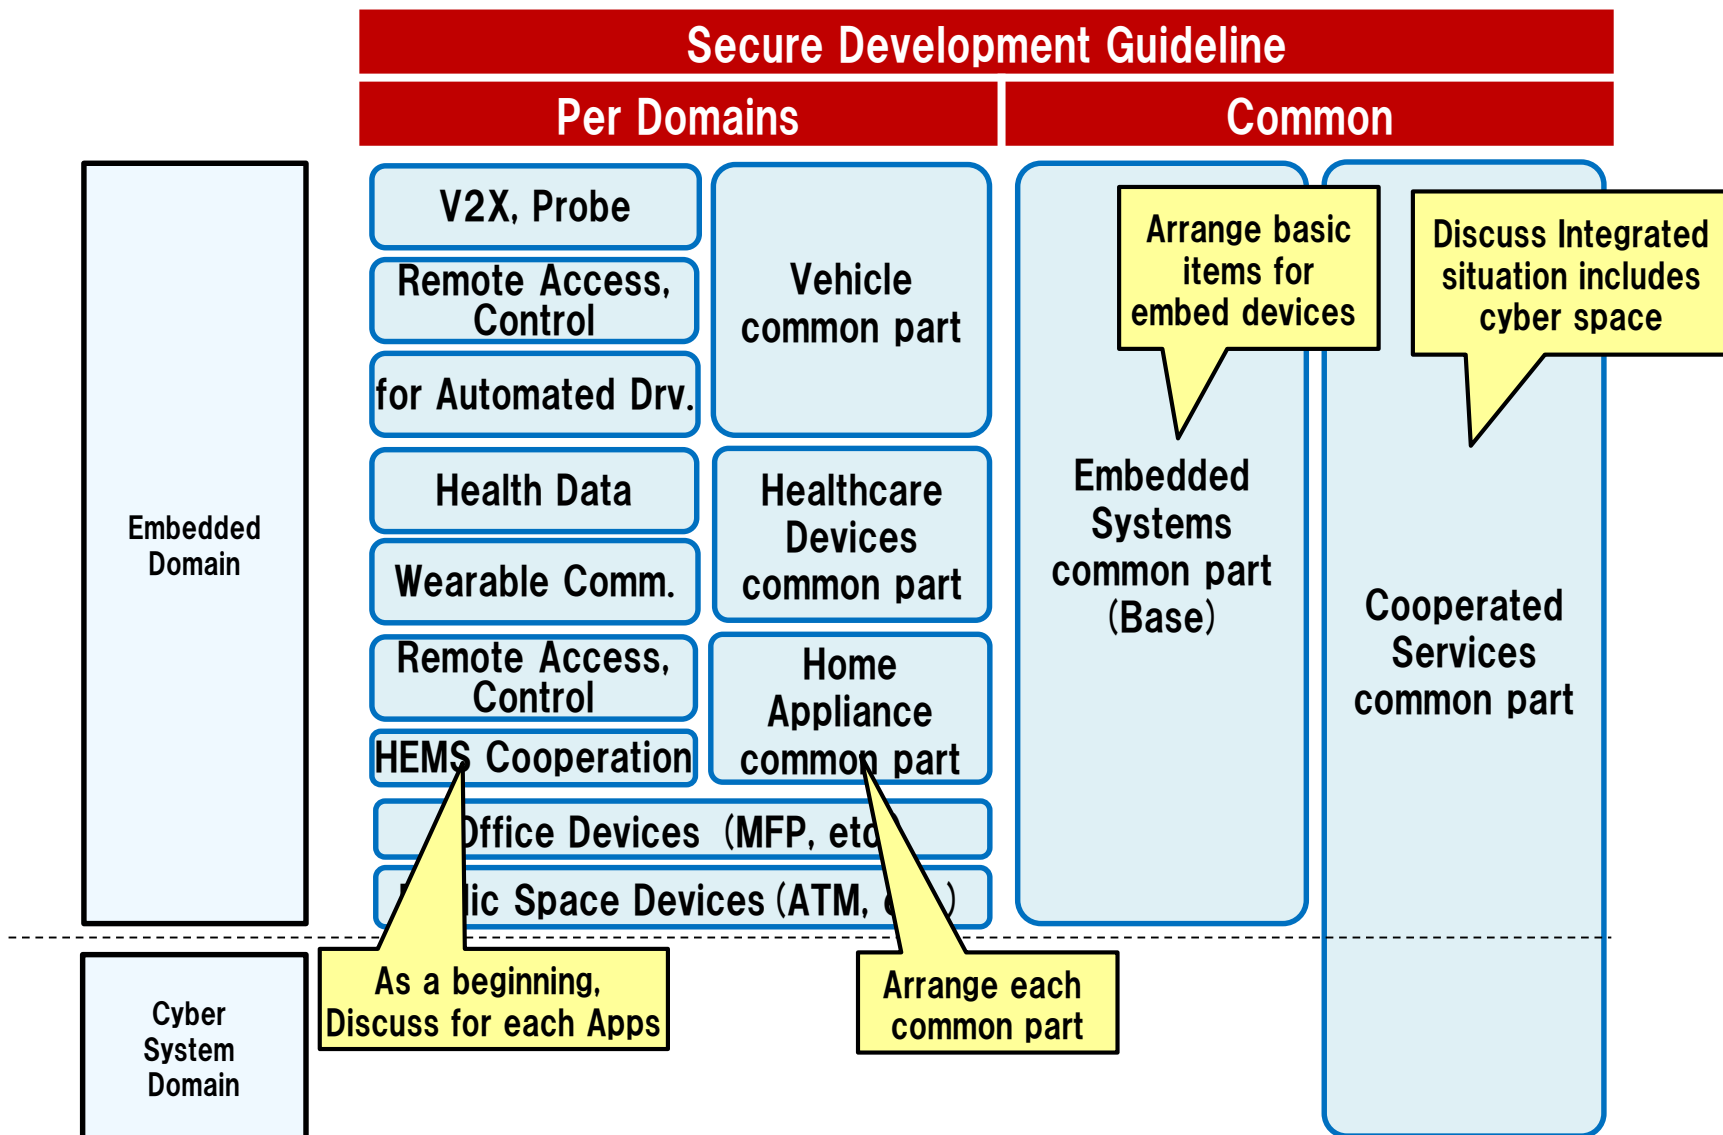 Secure Development Guideline
Per Domains
Common
Embedded
Domain
V2X, Probe
Remote Access,
Control
for Automated Drv.
Vehicle
common part
Health Data
Wearable Comm.
Healthcare
Devices
common part
Remote Access,
Control
HEMS Cooperation
Home
Appliance
common part
Office Devices (MFP, etc)
lic Space Devices (ATM,
Arrange basic
items for
embed devices
Embedded
Systems
common part
(Base)
Discuss Integrated
situation includes
cyber space
Cooperated
Services
common part
Cyber
System
Domain
As a beginning,
Discuss for each Apps
Arrange each
common part